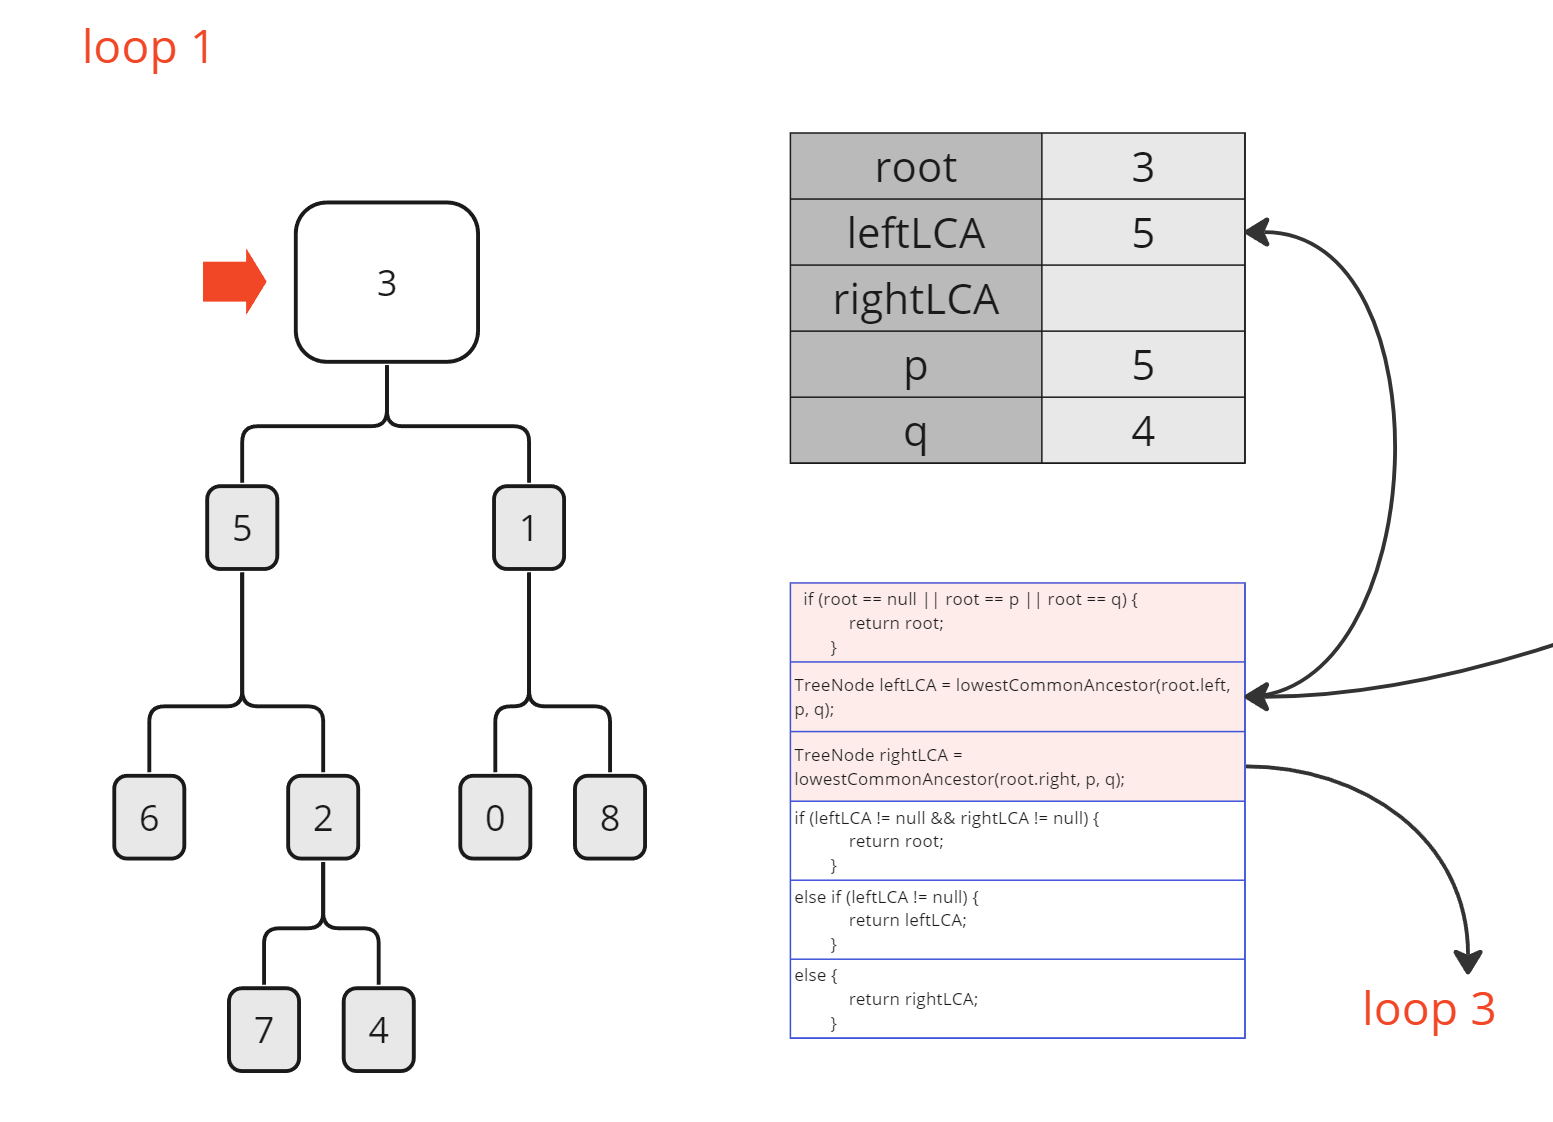 loop 1
3
5
1
6
2
0
8
7
4
root 3
leftLCA 5
rightLCA
p 5
q 4
if (root == null || root == p || root == q) {
return root;
}
TreeNode leftLCA = lowestCommonAncestor(root.left,
p, q);
TreeNode rightLCA =
lowestCommonAncestor(root.right, p, q);
if (leftLCA != null && rightLCA != null) {
return root;
}
else if (leftLCA != null) {
return leftLCA;
}
else {
return rightLCA;
}
loop 3